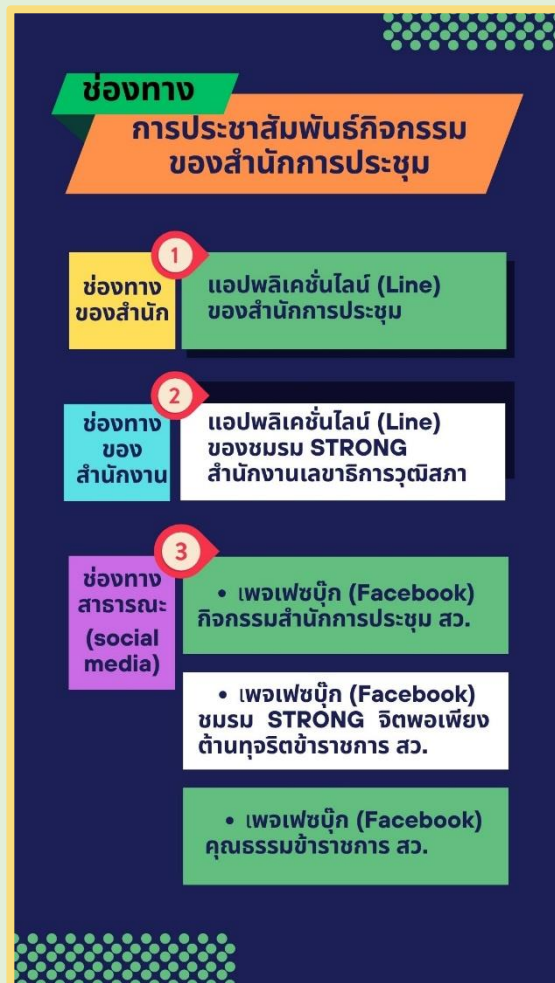 ช่องทาง
การประชาสัมพันธ์กิจกรรม
ของสำนักการประชุม
1
ช่องทาง
ของสำนัก
แอปพลิเคชั่นไลน์ (Line)
ของสำนักการประชุม
2
ช่องทาง
ของ
สำนักงาน
แอปพลิเคชั่นไลน์ (Line)
ของชมรม STRONG
สำนักงานเลขาธิการวุฒิสภา
3
ช่องทาง
สาธารณะ
(social
media)
• เพจเฟซบุ๊ก (Facebook)
กิจกรรมสำนักการประชุม สว.
• เพจเฟซบุ๊ก (Facebook)
ชมรม STRONG จิตพอเพียง
ต้านทุจริตข้าราชการ สว.
• เพจเฟซบุ๊ก (Facebook)
คุณธรรมข้าราชการ สว.